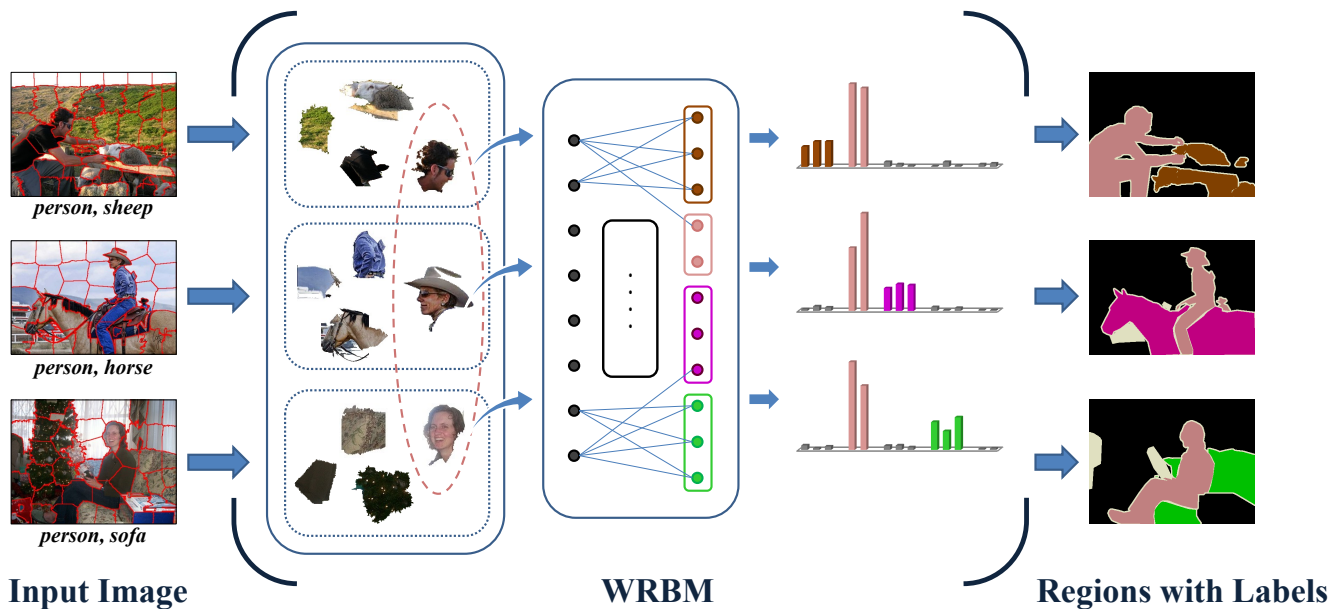 person, sheep
person, horse
person, sofa
Input Image
WRBM
Regions with Labels